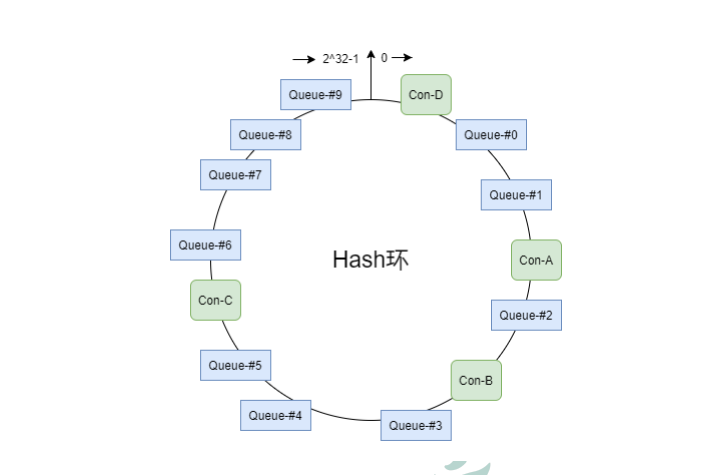 2^32-1
0
Queue-#9
Con-D
Queue-#8
Queue-#0
Queue-#7
Queue-#1
Queue-#6
Hash环
Con-A
Con-C
Queue-#2
Queue-#5
Con-B
Queue-#4
Queue-#3